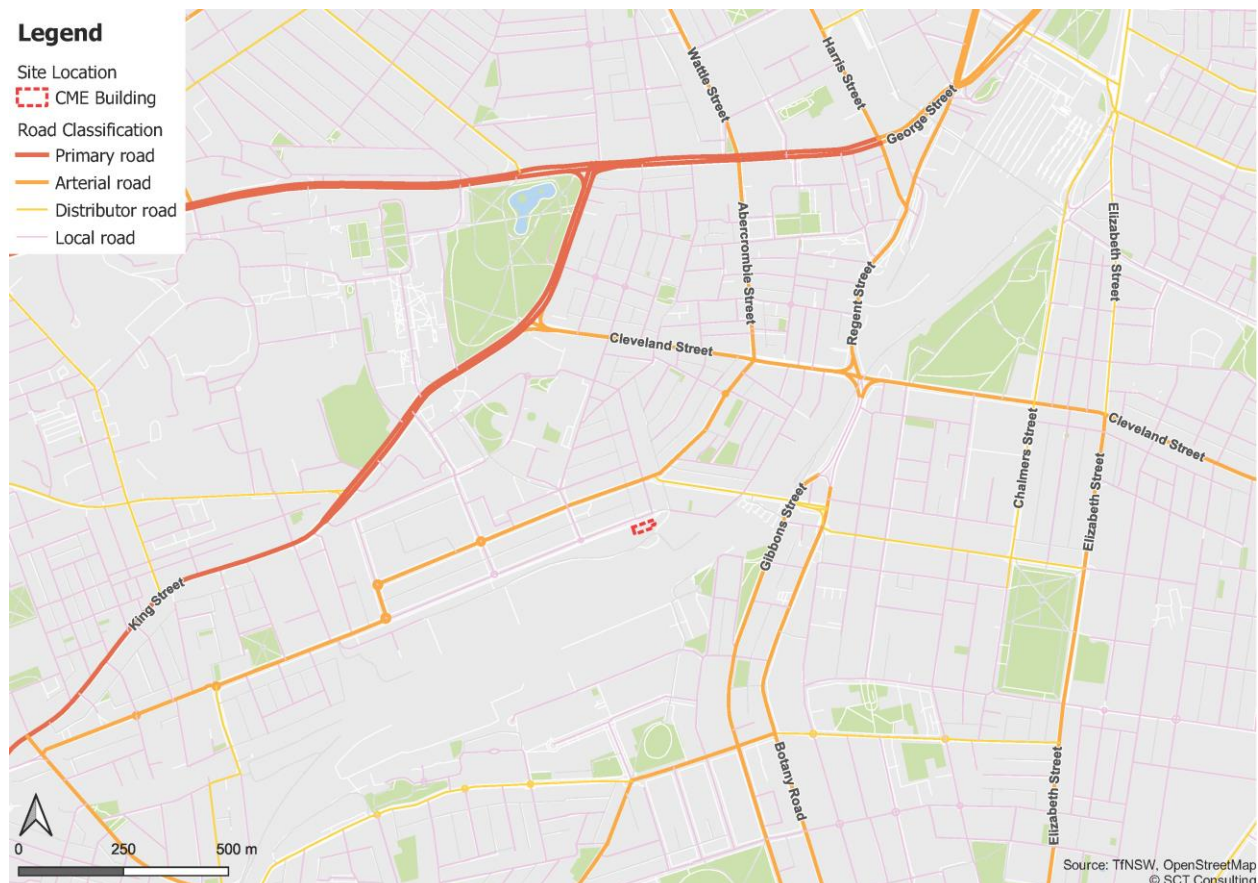 Legend
Site Location
CME Building
Road Classification
Primary road
Arterial road
Distributor road
Local road
Wattle Street
Harris Street
George Street
Abercrombie Street
Regent Street
Elizabeth Street
Cleveland Street
Chalmers Street
Cleveland Street
Elizabeth Street
Gibbons Street
King Street
Botany Road
Elizabeth Street
0 250 500 m
Source: TfNSW, OpenStreetMap
© SCT Consulting